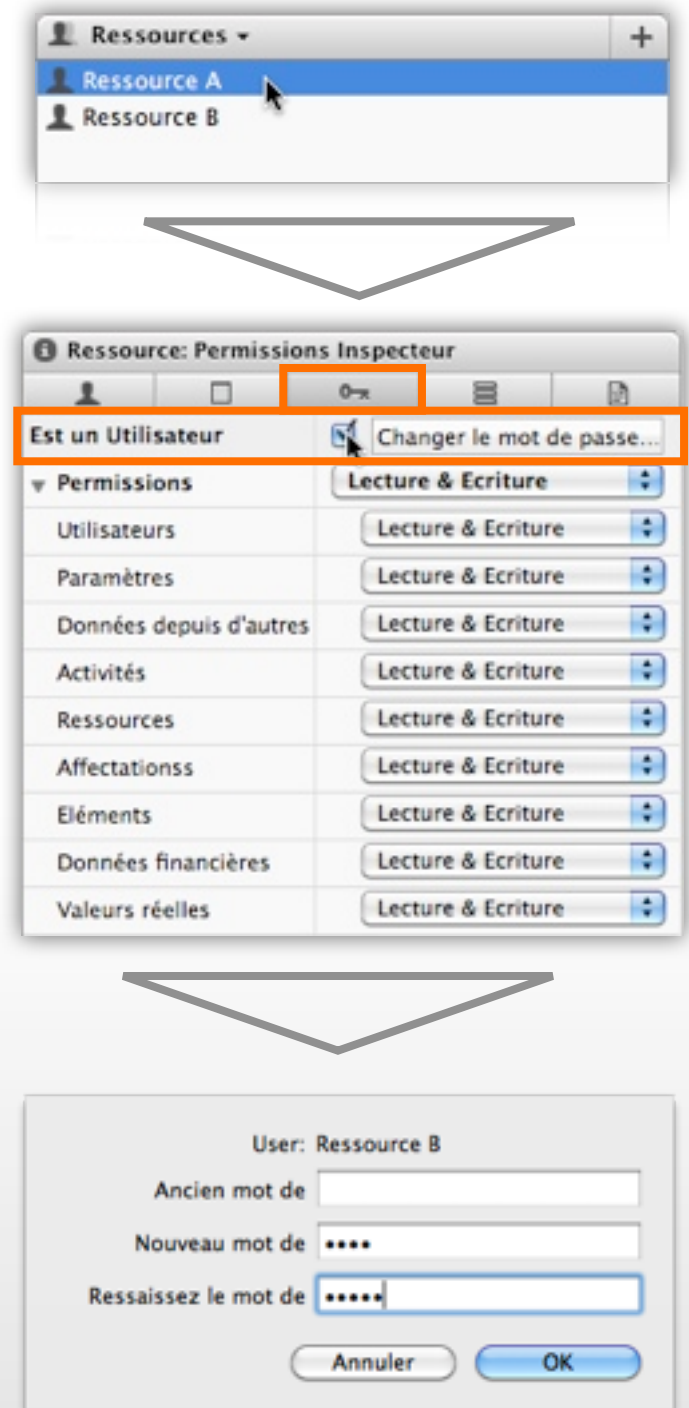 Ressources
Ressource A
Ressource B
Ressource: Permissions Inspecteur
Est un Utilisateur Changer le mot de passe...
Permissions Lecture & Ecriture
Utilisateurs Lecture & Ecriture
Paramètres Lecture & Ecriture
Données depuis d'autres Lecture & Ecriture
Activités Lecture & Ecriture
Ressources Lecture & Ecriture
Affectationss Lecture & Ecriture
Eléments Lecture & Ecriture
Données financières Lecture & Ecriture
Valeurs réelles Lecture & Ecriture
User: Ressource B
Ancien mot de
Nouveau mot de ••••
Ressaissez le mot de •••••
Annuler OK